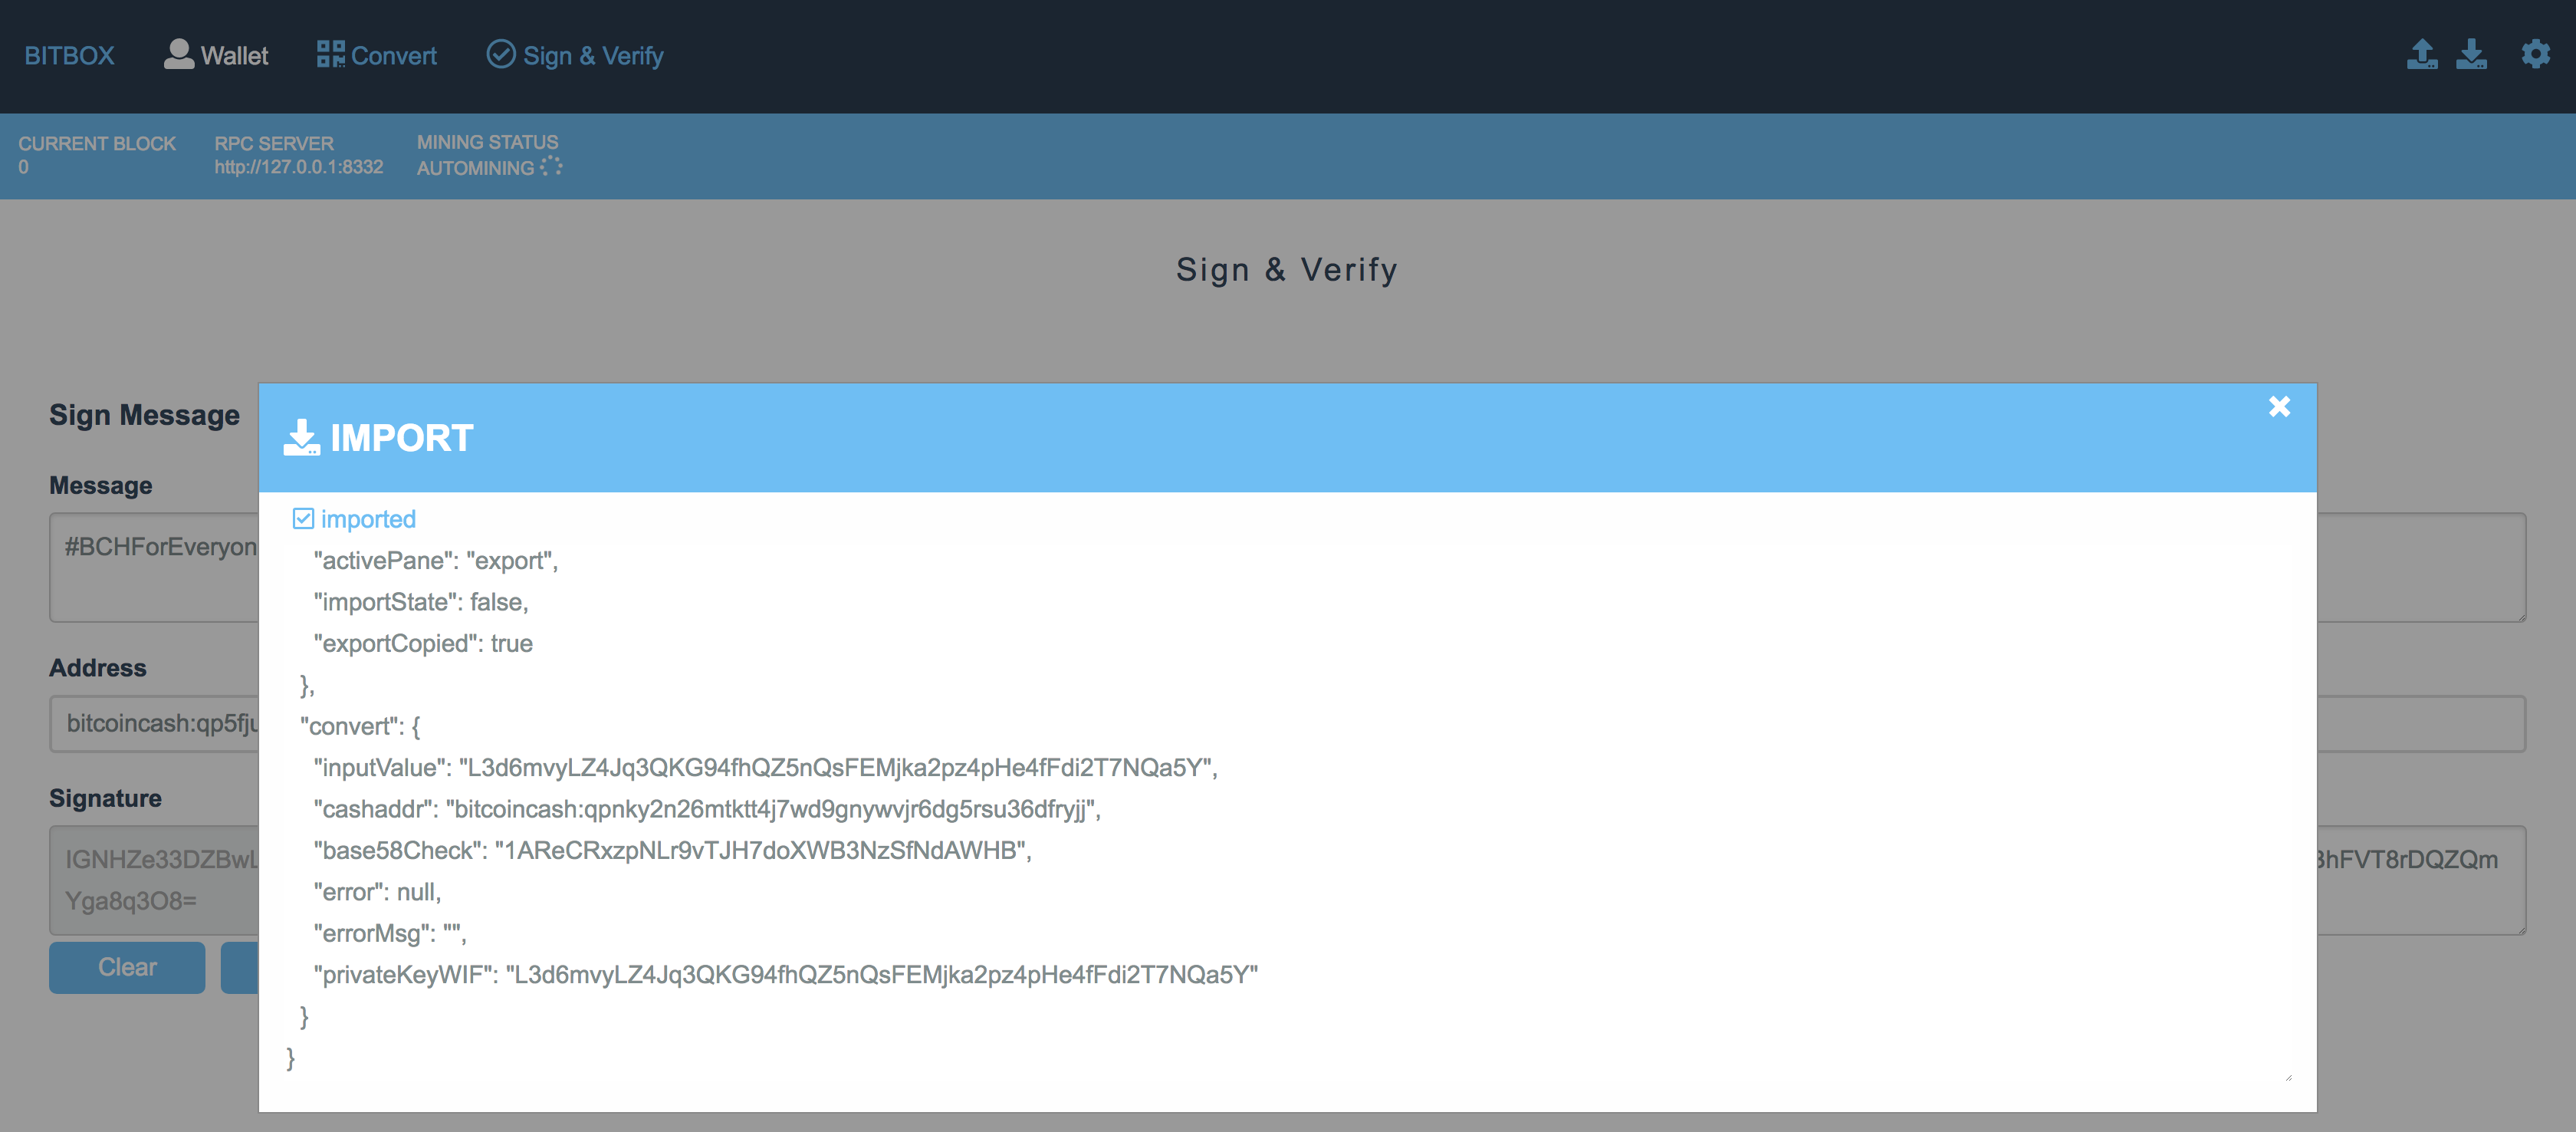 BITBOX Wallet Convert Sign & Verify
CURRENT BLOCK
0
RPC SERVER
http://127.0.0.1:8332
MINING STATUS
AUTOMINING
Sign & Verify
Sign Message
Message
#BCHForEveryon
Address
bitcoincash:qp5fju
Signature
IGNHZe33DZBwL
Yga8q3O8=
Clear
IMPORT
imported
"activePane": "export",
"importState": false,
"exportCopied": true
},
"convert": {
"inputValue": "L3d6mvyLZ4Jq3QKG94fhQZ5nQsFEMjka2pz4pHe4fFdi2T7NQa5Y",
"cashaddr": "bitcoincash:qpnky2n26mtktt4j7wd9gnywvjr6dg5rsu36dfryjj",
"base58Check": "1AReCRxzpNLr9vTJH7doXWB3NzSfNdAWHB",
"error": null,
"errorMsg": "",
"privateKeyWIF": "L3d6mvyLZ4Jq3QKG94fhQZ5nQsFEMjka2pz4pHe4fFdi2T7NQa5Y"
}
}
3hFVT8rDQZQm